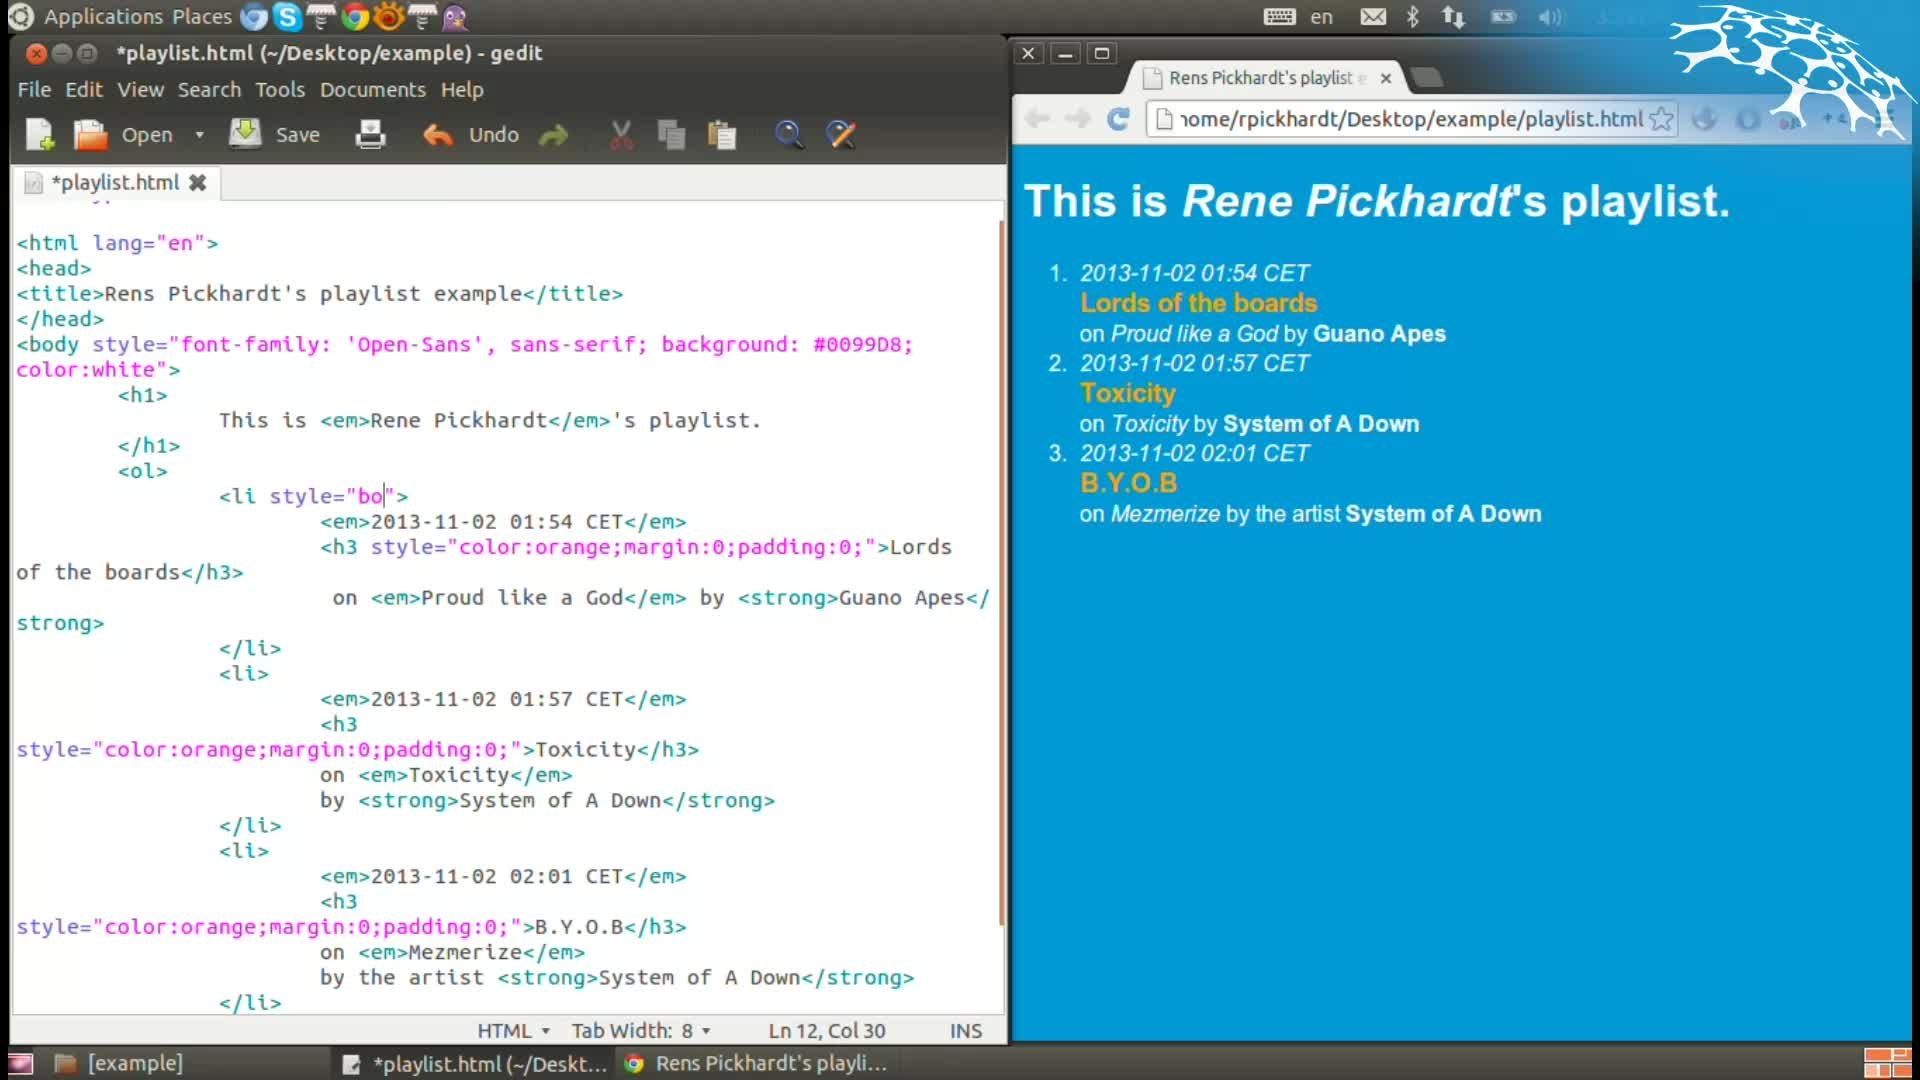 Applications Places
en
*playlist.html (~/Desktop/example) - gedit
File Edit View Search Tools Documents Help
Open Save Undo
*playlist.html
<html lang="en">
<head>
<title>Rens Pickhardt's playlist example</title>
</head>
<body style="font-family: 'Open-Sans', sans-serif; background: #0099D8;
color:white">
<h1>
This is <em>Rene Pickhardt</em>'s playlist.
</h1>
<ol>
<li style="bo">
<em>2013-11-02 01:54 CET</em>
<h3 style="color:orange;margin:0;padding:0;">Lords
of the boards</h3>
on <em>Proud like a God</em> by <strong>Guano Apes</
strong>
</li>
<li>
<em>2013-11-02 01:57 CET</em>
<h3
style="color:orange;margin:0;padding:0;">Toxicity</h3>
on <em>Toxicity</em>
by <strong>System of A Down</strong>
</li>
<li>
<em>2013-11-02 02:01 CET</em>
<h3
style="color:orange;margin:0;padding:0;">B.Y.O.B</h3>
on <em>Mezmerize</em>
by the artist <strong>System of A Down</strong>
</li>
HTML Tab Width: 8 Ln 12, Col 30 INS
Rens Pickhardt's playlist e
home/rpickhardt/Desktop/example/playlist.html
This is Rene Pickhardt's playlist.
1. 2013-11-02 01:54 CET
Lords of the boards
on Proud like a God by Guano Apes
2. 2013-11-02 01:57 CET
Toxicity
on Toxicity by System of A Down
3. 2013-11-02 02:01 CET
B.Y.O.B
on Mezmerize by the artist System of A Down
[example] *playlist.html (~/Deskt... Rens Pickhardt's playli...